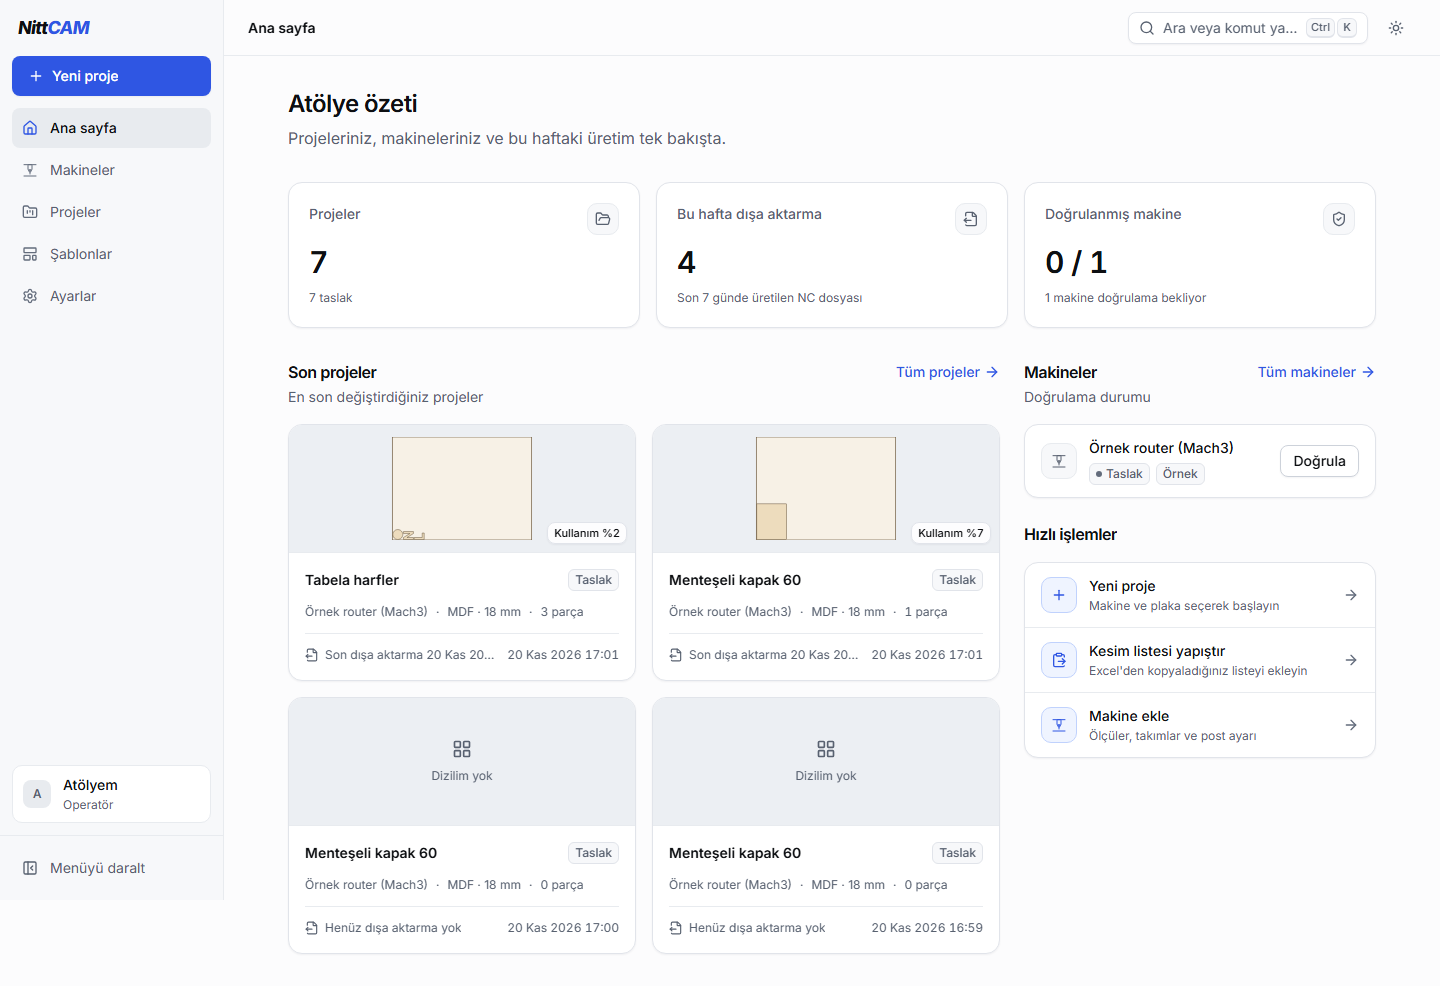 NittCAM
Yeni proje
Ana sayfa
Makineler
Projeler
Şablonlar
Ayarlar
A
Atölyem
Operatör
Menüyü daralt
Ana sayfa
Ara veya komut ya... Ctrl K
Atölye özeti
Projeleriniz, makineleriniz ve bu haftaki üretim tek bakışta.
Projeler
7
7 taslak
Bu hafta dışa aktarma
4
Son 7 günde üretilen NC dosyası
Doğrulanmış makine
0 / 1
1 makine doğrulama bekliyor
Son projeler
Tüm projeler
En son değiştirdiğiniz projeler
Kullanım %2
Tabela harfler Taslak
Örnek router (Mach3) · MDF · 18 mm · 3 parça
Son dışa aktarma 20 Kas 20... 20 Kas 2026 17:01
Kullanım %7
Menteşeli kapak 60 Taslak
Örnek router (Mach3) · MDF · 18 mm · 1 parça
Son dışa aktarma 20 Kas 20... 20 Kas 2026 17:01
Dizilim yok
Menteşeli kapak 60 Taslak
Örnek router (Mach3) · MDF · 18 mm · 0 parça
Henüz dışa aktarma yok 20 Kas 2026 17:00
Dizilim yok
Menteşeli kapak 60 Taslak
Örnek router (Mach3) · MDF · 18 mm · 0 parça
Henüz dışa aktarma yok 20 Kas 2026 16:59
Makineler
Tüm makineler
Doğrulama durumu
Örnek router (Mach3)
Taslak Örnek
Doğrula
Hızlı işlemler
Yeni proje
Makine ve plaka seçerek başlayın
Kesim listesi yapıştır
Excel'den kopyaladığınız listeyi ekleyin
Makine ekle
Ölçüler, takımlar ve post ayarı